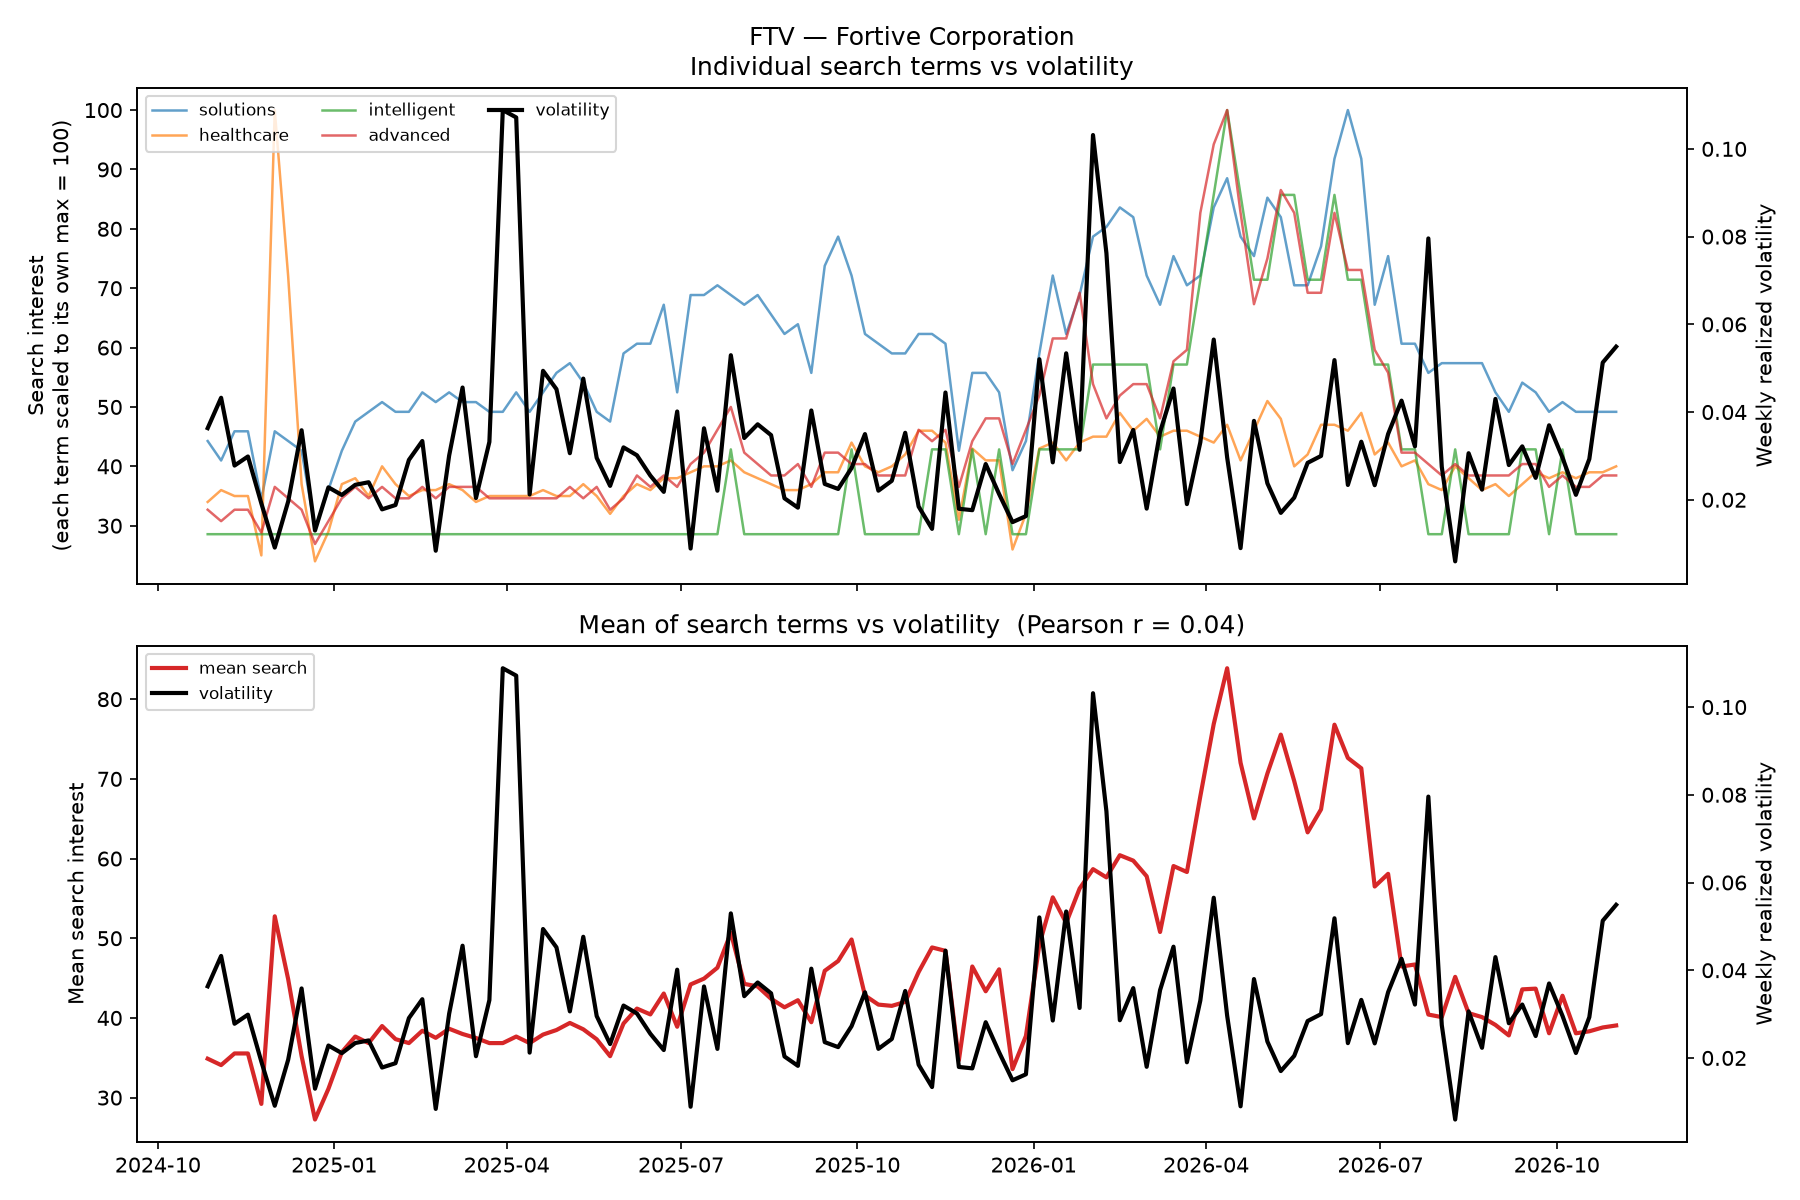 FTV — Fortive Corporation
Individual search terms vs volatility
solutions
healthcare
intelligent
advanced
volatility
Search interest
(each term scaled to its own max = 100)
100
90
80
70
60
50
40
30
0.10
0.08
0.06
0.04
0.02
Weekly realized volatility
Mean of search terms vs volatility (Pearson r = 0.04)
mean search
volatility
Mean search interest
80
70
60
50
40
30
0.10
0.08
0.06
0.04
0.02
Weekly realized volatility
2024-10
2025-01
2025-04
2025-07
2025-10
2026-01
2026-04
2026-07
2026-10